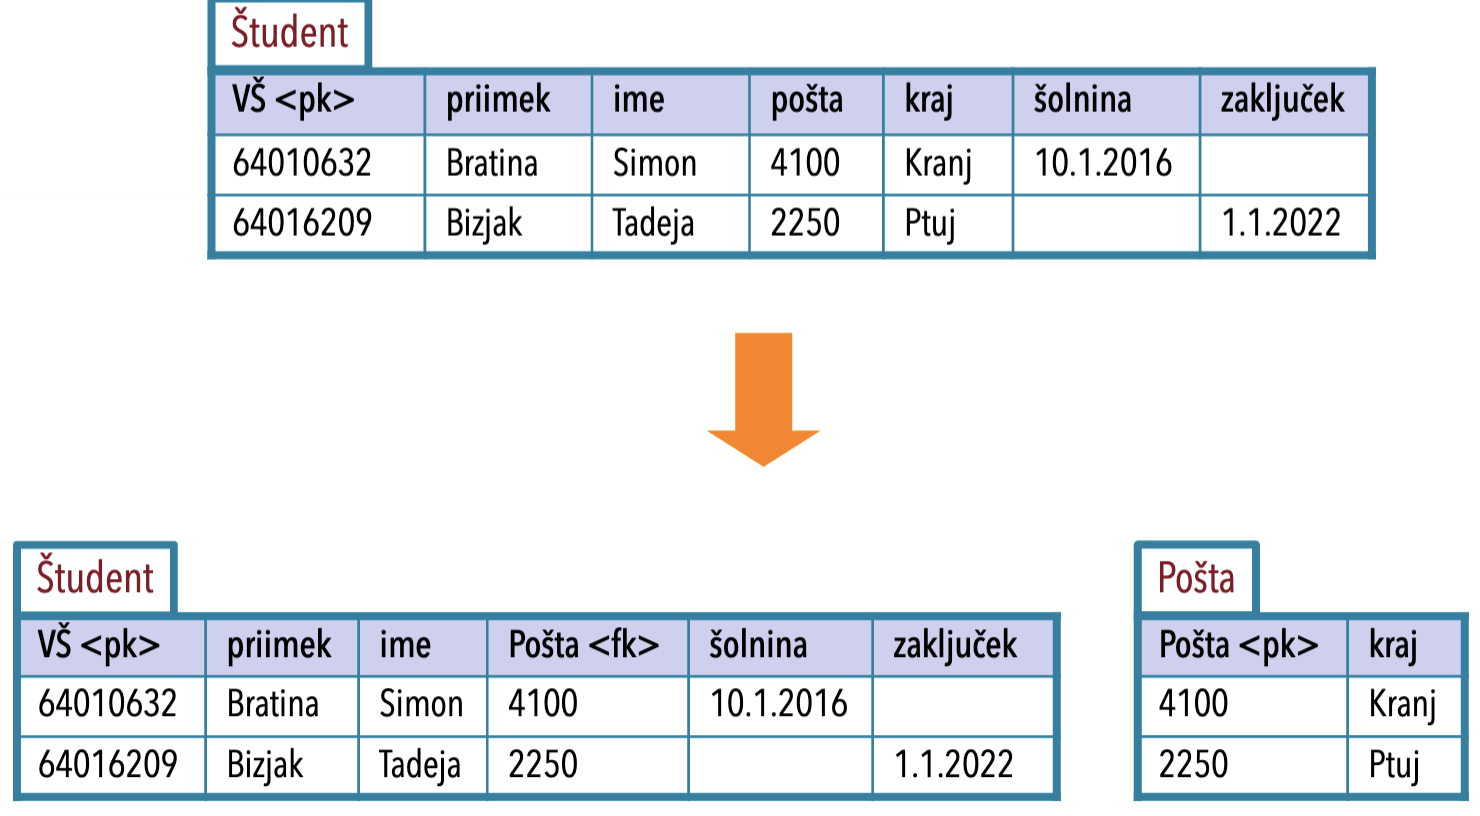 Študent
VŠ <pk> priimek ime pošta kraj šolnina zaključek
64010632 Bratina Simon 4100 Kranj 10.1.2016
64016209 Bizjak Tadeja 2250 Ptuj 1.1.2022
Študent
VŠ <pk> priimek ime Pošta <fk> šolnina zaključek
64010632 Bratina Simon 4100 10.1.2016
64016209 Bizjak Tadeja 2250 1.1.2022
Pošta
Pošta <pk> kraj
4100 Kranj
2250 Ptuj